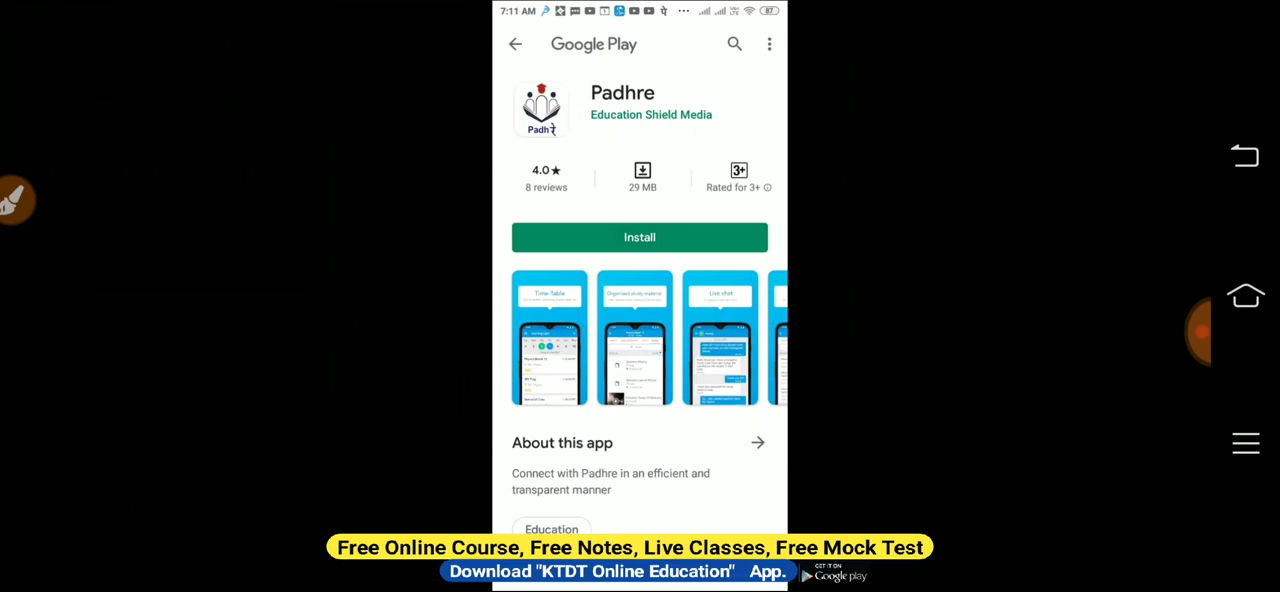 7:11 AM
87
Google Play
Padhरे
Padhre
Education Shield Media
4.0★
8 reviews
29 MB
3+
Rated for 3+
Install
Time-Table
Organized study material
Live chat
About this app
Connect with Padhre in an efficient and
transparent manner
Education
Free Online Course, Free Notes, Live Classes, Free Mock Test
Download "KTDT Online Education" App.
GET IT ON
Google play